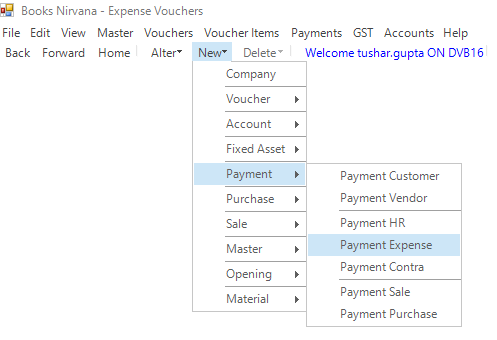 Books Nirvana - Expense Vouchers
File Edit View Master Vouchers Voucher Items Payments GST Accounts Help
Back Forward Home Alter New Delete Welcome tushar.gupta ON DVB16
Company
Voucher
Account
Fixed Asset
Payment
Purchase
Sale
Master
Opening
Material
Payment Customer
Payment Vendor
Payment HR
Payment Expense
Payment Contra
Payment Sale
Payment Purchase